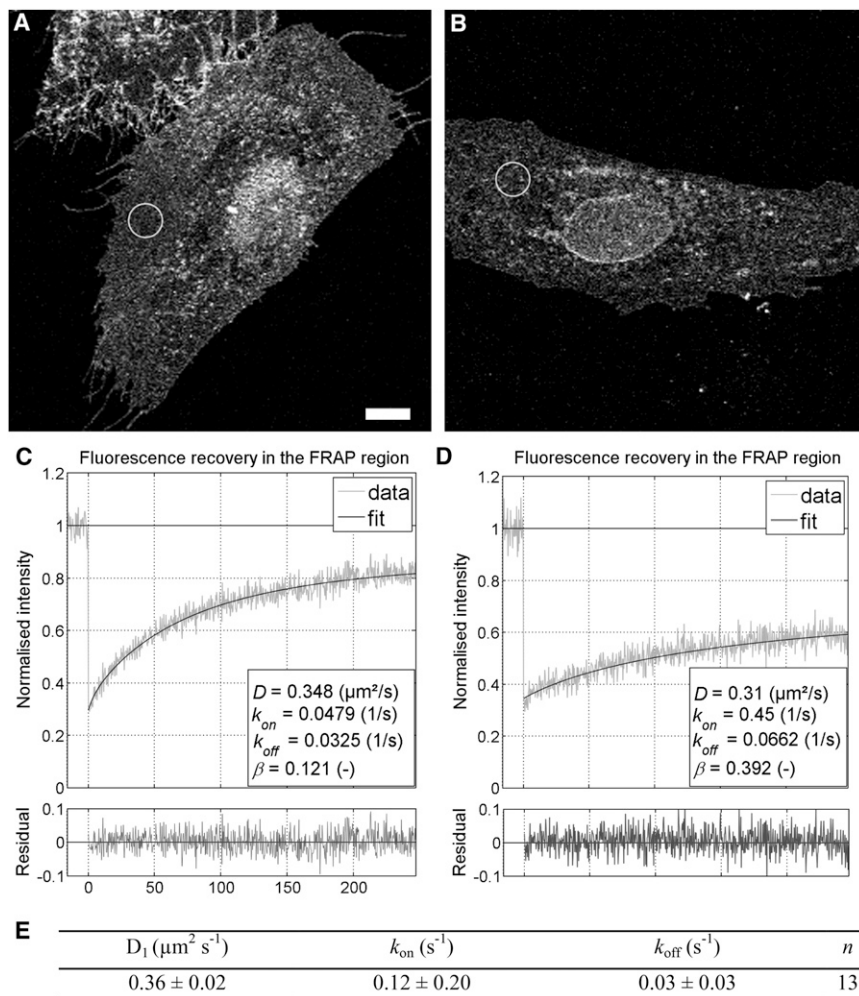 A
B
C Fluorescence recovery in the FRAP region
1.2
1
0.8
0.6
0.4
0.2
0
Normalised intensity
data
fit
D = 0.348 (μm²/s)
k_on = 0.0479 (1/s)
k_off = 0.0325 (1/s)
β = 0.121 (-)
0.1
0
-0.1
Residual
0 50 100 150 200
D Fluorescence recovery in the FRAP region
1.2
1
0.8
0.6
0.4
0.2
0
Normalised intensity
data
fit
D = 0.31 (μm²/s)
k_on = 0.45 (1/s)
k_off = 0.0662 (1/s)
β = 0.392 (-)
0.1
0
-0.1
Residual
E
D₁ (μm² s⁻¹) k_on (s⁻¹) k_off (s⁻¹) n
0.36 ± 0.02 0.12 ± 0.20 0.03 ± 0.03 13